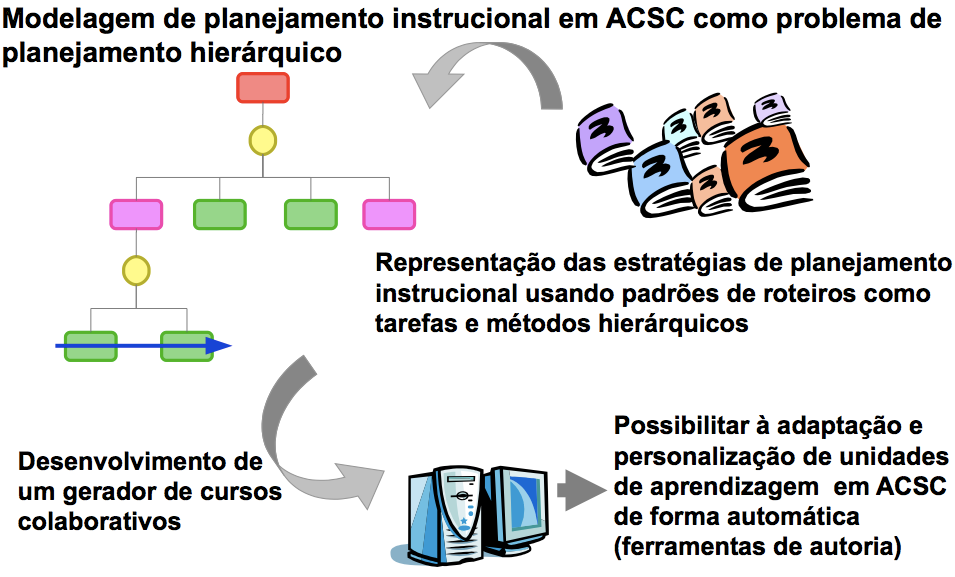 Modelagem de planejamento instrucional em ACSC como problema de
planejamento hierárquico
Representação das estratégias de planejamento
instrucional usando padrões de roteiros como
tarefas e métodos hierárquicos
Desenvolvimento de
um gerador de cursos
colaborativos
Possibilitar à adaptação e
personalização de unidades
de aprendizagem em ACSC
de forma automática
(ferramentas de autoria)